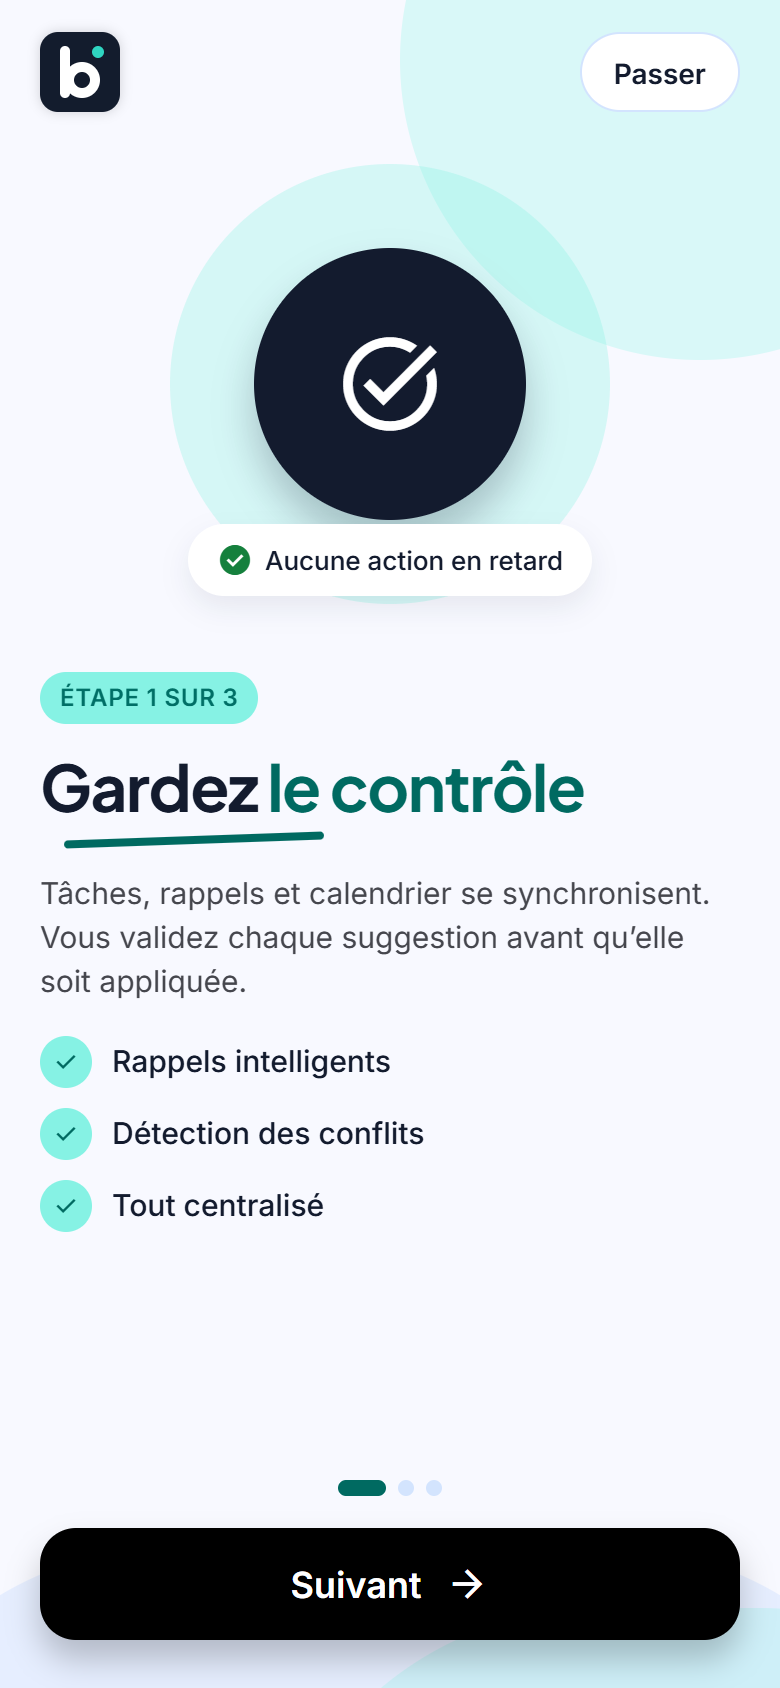 b
Passer
Aucune action en retard
ÉTAPE 1 SUR 3
Gardez le contrôle
Tâches, rappels et calendrier se synchronisent.
Vous validez chaque suggestion avant qu’elle
soit appliquée.
Rappels intelligents
Détection des conflits
Tout centralisé
Suivant